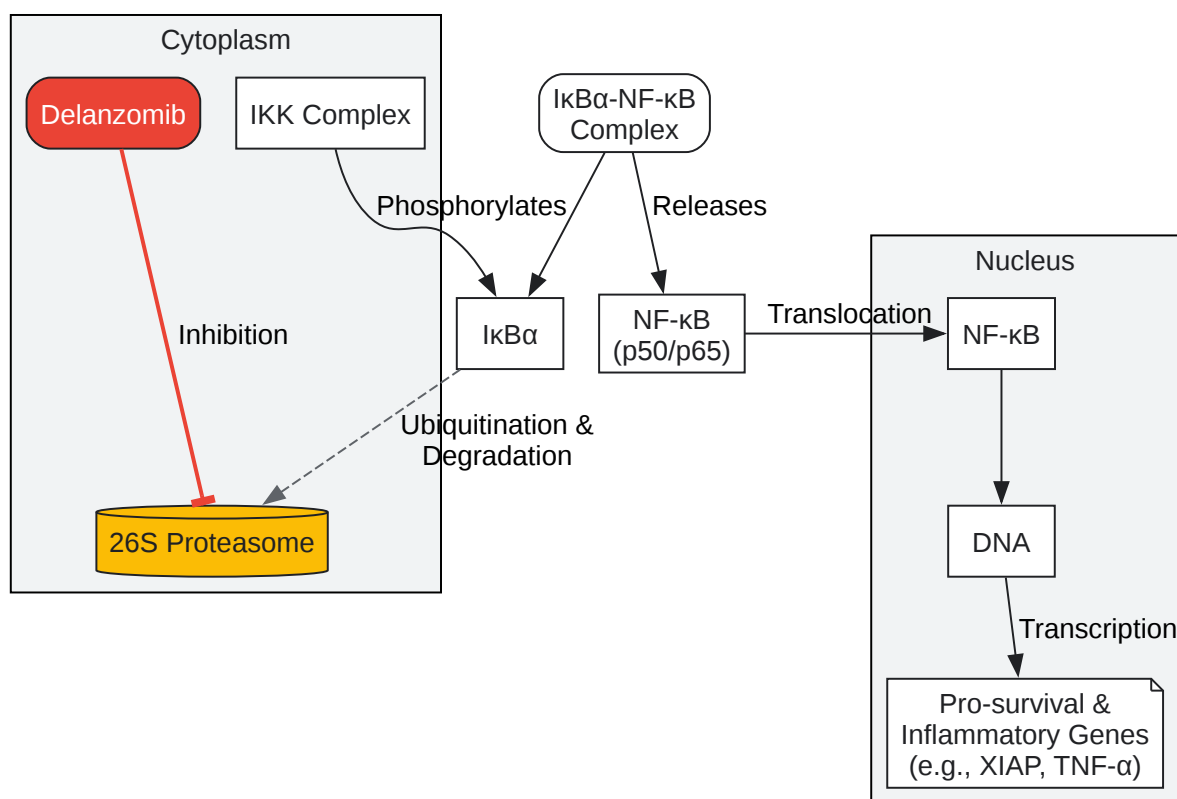 Cytoplasm
Delanzomib
IKK Complex
IκBα-NF-κB
Complex
Phosphorylates
Releases
Nucleus
Inhibition
IκBα
NF-κB
(p50/p65)
Translocation
NF-κB
Ubiquitination &
Degradation
26S Proteasome
DNA
Transcription
Pro-survival &
Inflammatory Genes
(e.g., XIAP, TNF-α)